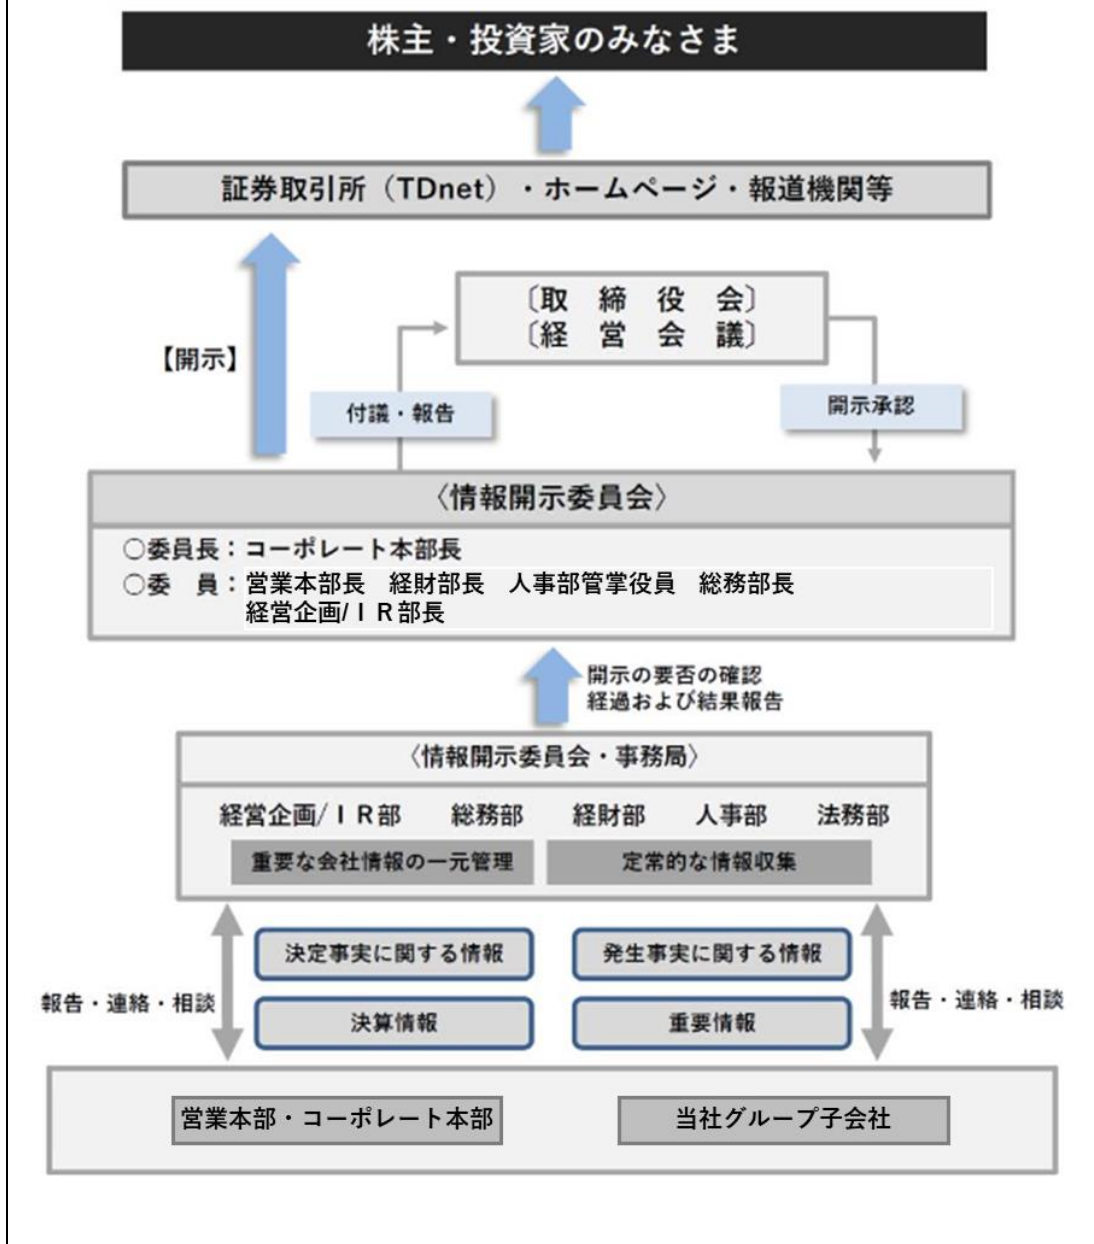 株主・投資家のみなさま
証券取引所（TDnet）・ホームページ・報道機関等
〔取　締　役　会〕
〔経　営　会　議〕
【開示】
付議・報告
開示承認
〈情報開示委員会〉
○委員長：コーポレート本部長
○委　員：営業本部長　経財部長　人事部管掌役員　総務部長
経営企画/ＩＲ部長
開示の要否の確認
経過および結果報告
〈情報開示委員会・事務局〉
経営企画/ＩＲ部　総務部　経財部　人事部　法務部
重要な会社情報の一元管理　定常的な情報収集
決定事実に関する情報　発生事実に関する情報
報告・連絡・相談　報告・連絡・相談
決算情報　重要情報
営業本部・コーポレート本部　当社グループ子会社